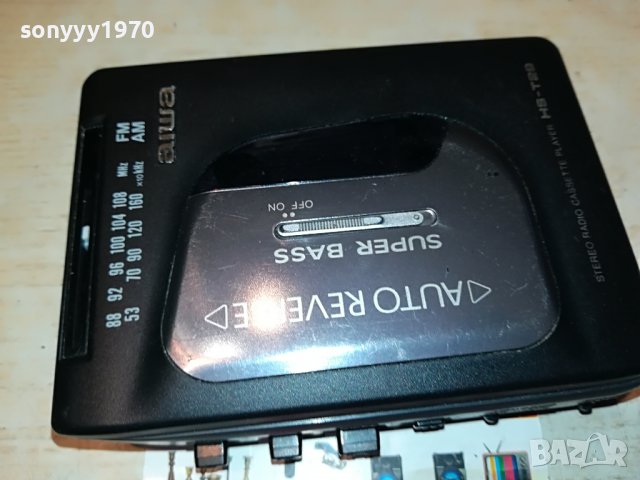 sonyyy1970
aiwa
FM
AM
MHz
x10kHz
88 92 96 100 104 108
53 70 90 120 160
OFF ON
SUPER BASS
◁ AUTO REVERSE ▷
STEREO RADIO CASSETTE PLAYER HS-T29
BAZAR